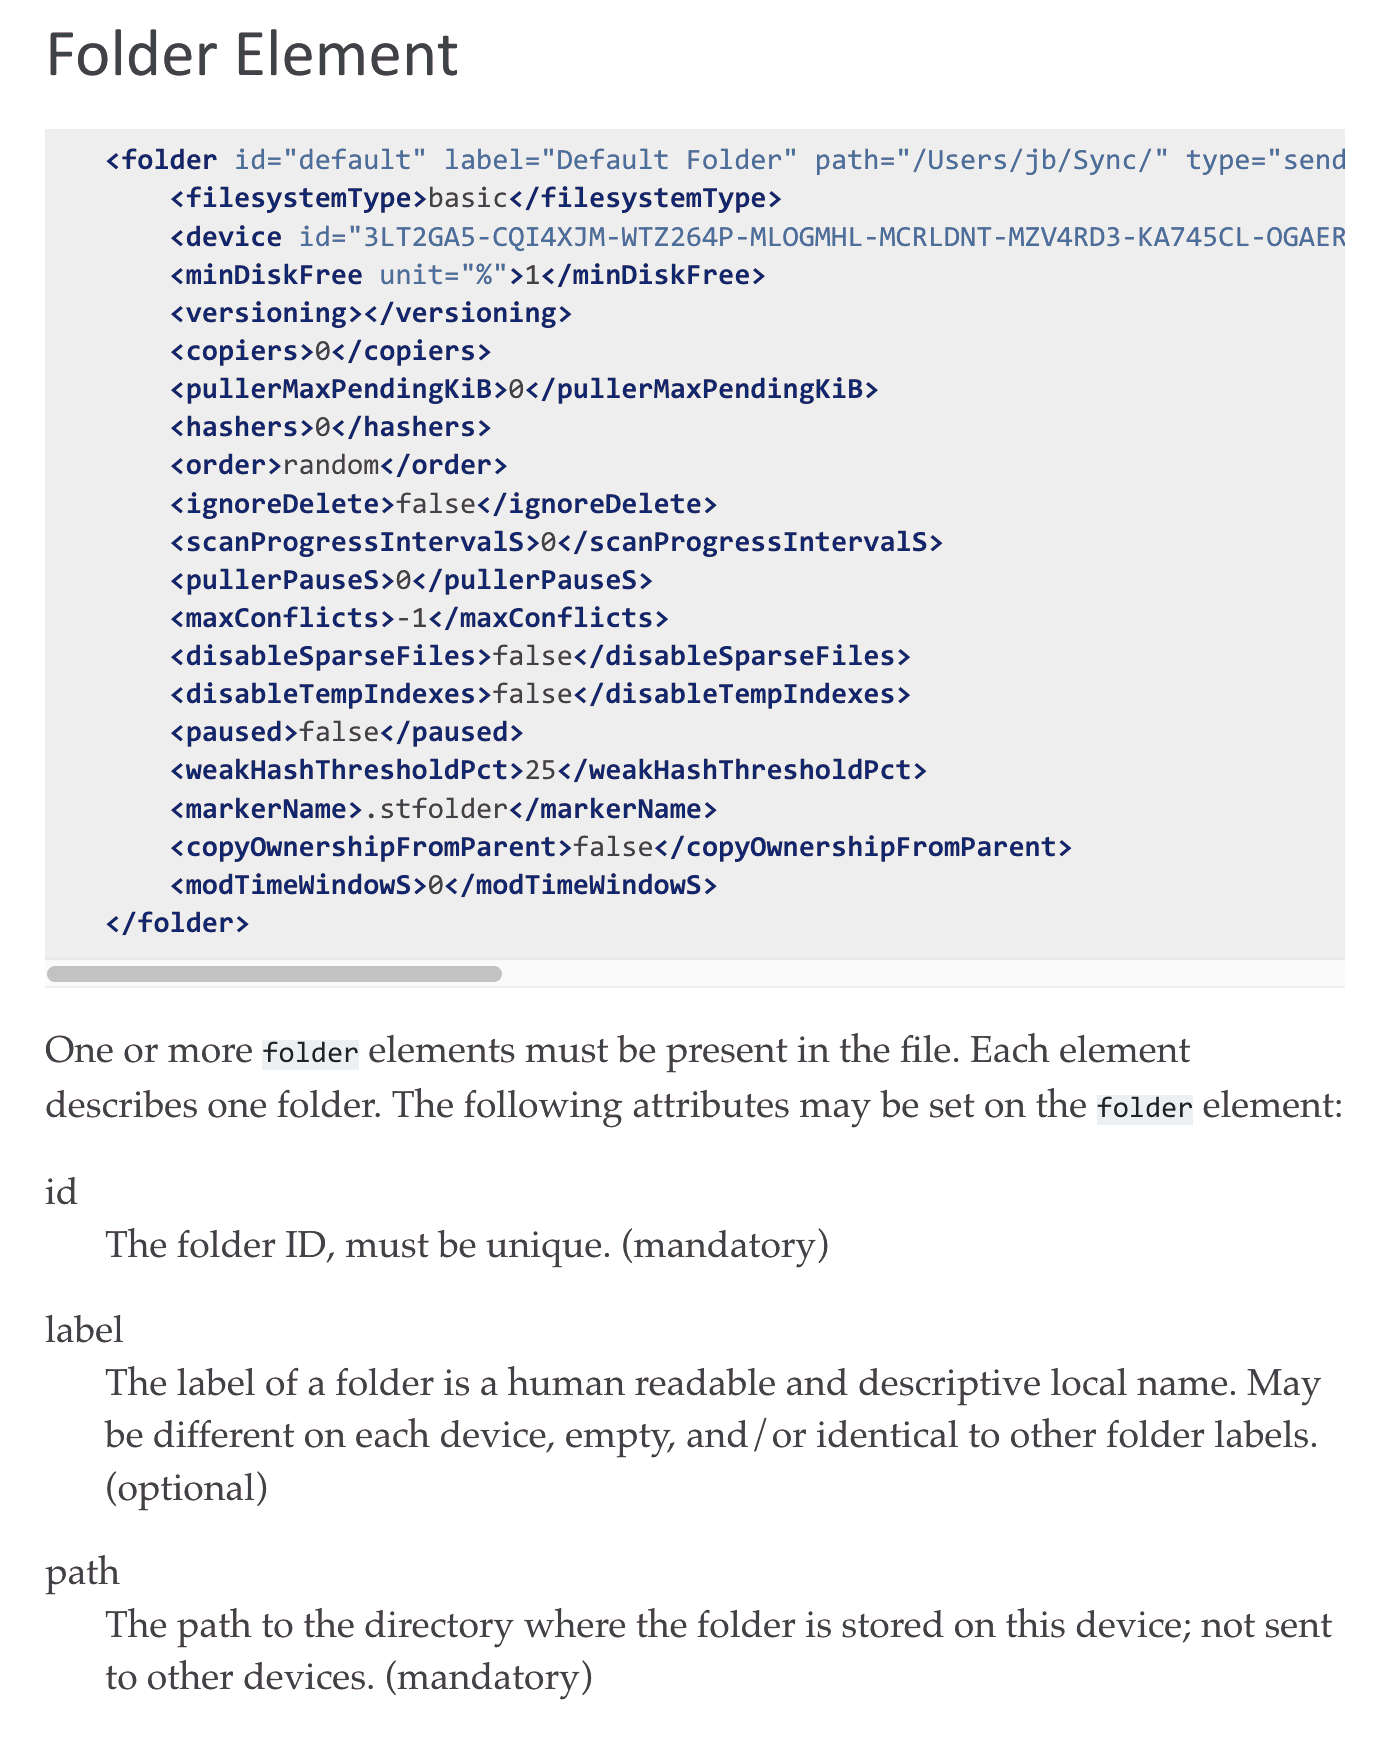 Folder Element
<folder id="default" label="Default Folder" path="/Users/jb/Sync/" type="send
<filesystemType>basic</filesystemType>
<device id="3LT2GA5-CQI4XJM-WTZ264P-MLOGMHL-MCRLDNT-MZV4RD3-KA745CL-OGAER
<minDiskFree unit="%">1</minDiskFree>
<versioning></versioning>
<copiers>0</copiers>
<pullerMaxPendingKiB>0</pullerMaxPendingKiB>
<hashers>0</hashers>
<order>random</order>
<ignoreDelete>false</ignoreDelete>
<scanProgressIntervalS>0</scanProgressIntervalS>
<pullerPauseS>0</pullerPauseS>
<maxConflicts>-1</maxConflicts>
<disableSparseFiles>false</disableSparseFiles>
<disableTempIndexes>false</disableTempIndexes>
<paused>false</paused>
<weakHashThresholdPct>25</weakHashThresholdPct>
<markerName>.stfolder</markerName>
<copyOwnershipFromParent>false</copyOwnershipFromParent>
<modTimeWindowS>0</modTimeWindowS>
</folder>
One or more folder elements must be present in the file. Each element
describes one folder. The following attributes may be set on the folder element:
id
The folder ID, must be unique. (mandatory)
label
The label of a folder is a human readable and descriptive local name. May
be different on each device, empty, and/or identical to other folder labels.
(optional)
path
The path to the directory where the folder is stored on this device; not sent
to other devices. (mandatory)